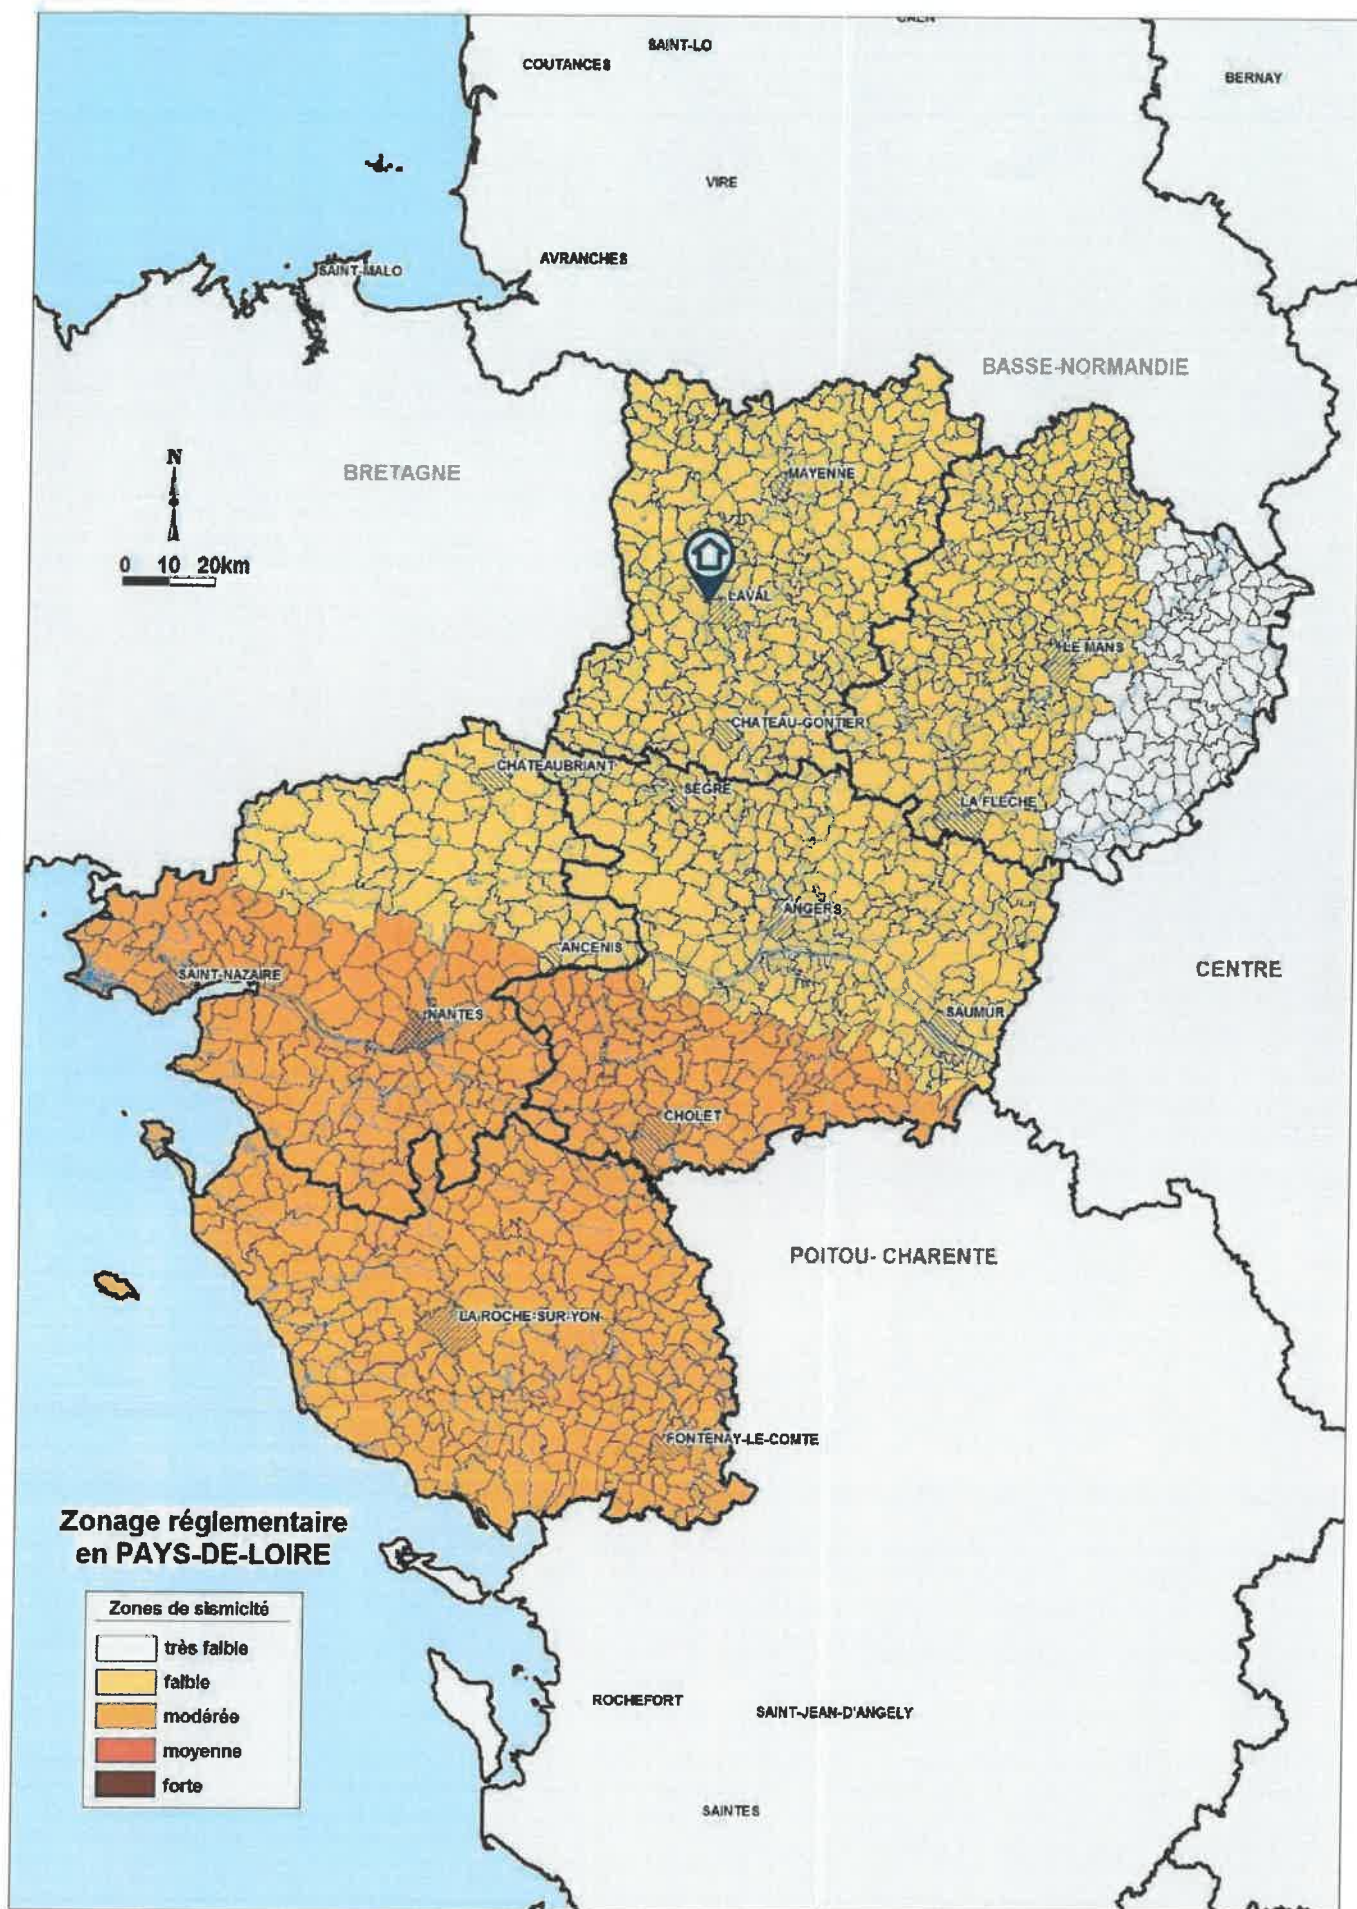 SAINT-LO
COUTANCES
BERNAY
VIRE
AVRANCHES
SAINT-MALO
BASSE-NORMANDIE
BRETAGNE
MAYENNE
N
0 10 20km
LAVAL
LE MANS
CHATEAU-GONTIER
CHATEAUBRIANT
SEGRE
LA FLECHE
ANGERS
ANCENIS
CENTRE
SAINT-NAZAIRE
NANTES
SAUMUR
CHOLET
POITOU- CHARENTE
LA ROCHE-SUR-YON
FONTENAY-LE-COMTE
Zonage réglementaire
en PAYS-DE-LOIRE
Zones de sismicité
très faible
faible
modérée
moyenne
forte
ROCHEFORT
SAINT-JEAN-D'ANGELY
SAINTES